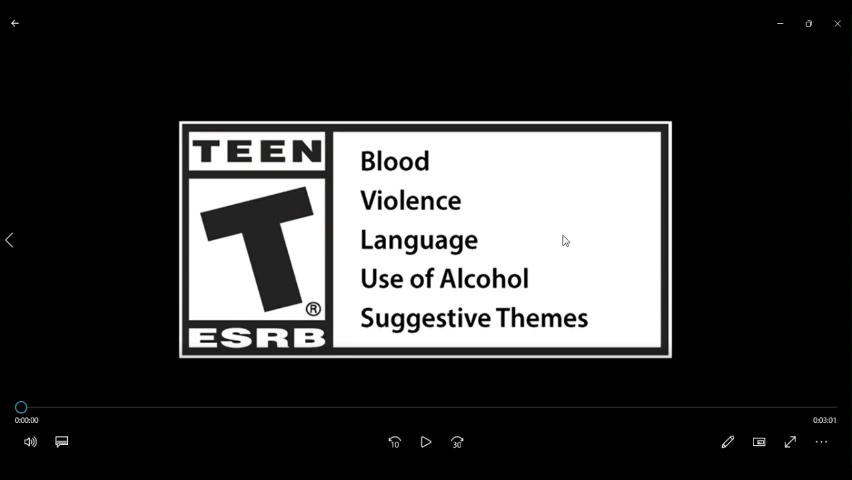 TEEN
T®
ESRB
Blood
Violence
Language
Use of Alcohol
Suggestive Themes
0:00:00
0:03:01
10
30